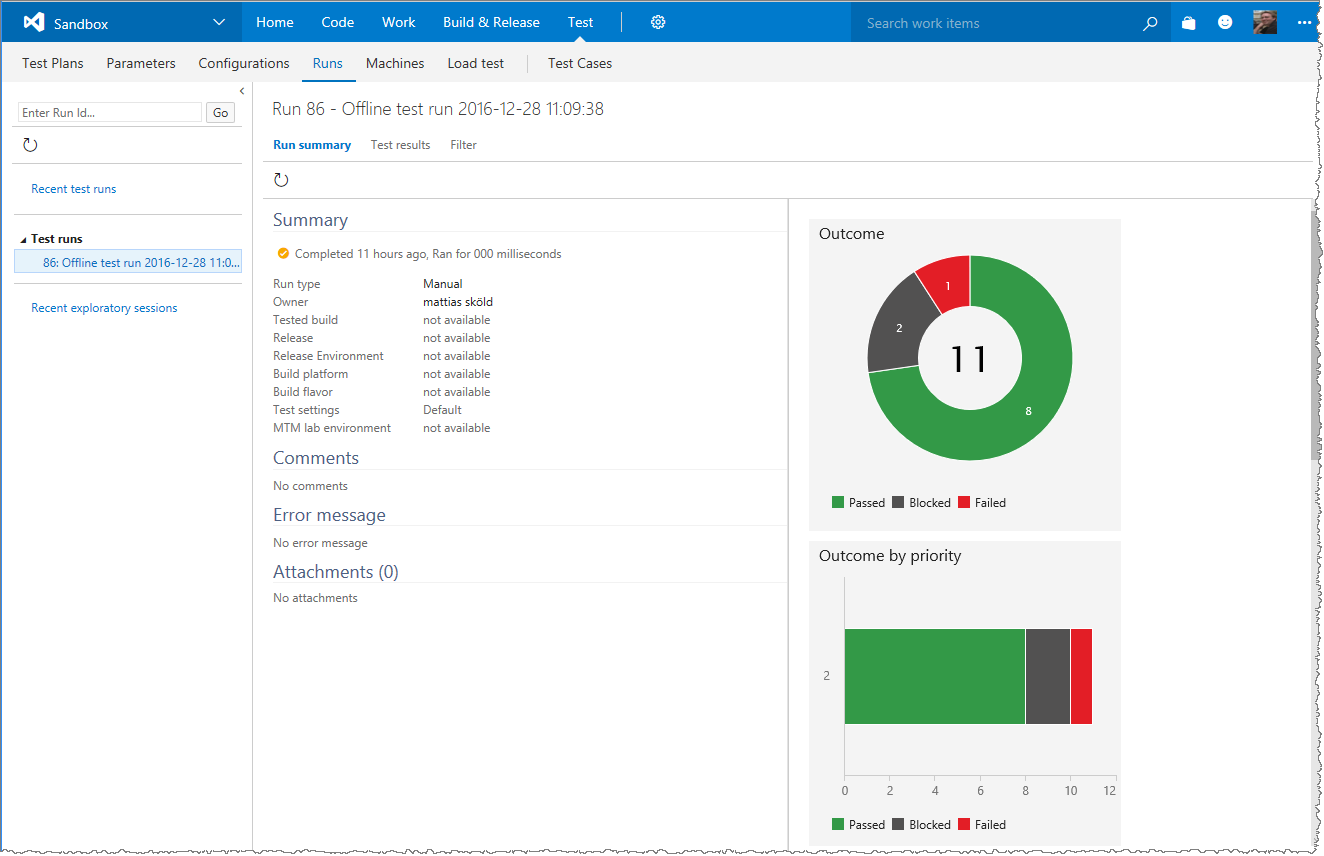 Sandbox
Home Code Work Build & Release Test
Search work items
Test Plans Parameters Configurations Runs Machines Load test Test Cases
Enter Run Id... Go
Recent test runs
Test runs
86: Offline test run 2016-12-28 11:0...
Recent exploratory sessions
Run 86 - Offline test run 2016-12-28 11:09:38
Run summary Test results Filter
Summary
Completed 11 hours ago, Ran for 000 milliseconds
Run type Manual
Owner mattias sköld
Tested build not available
Release not available
Release Environment not available
Build platform not available
Build flavor not available
Test settings Default
MTM lab environment not available
Comments
No comments
Error message
No error message
Attachments (0)
No attachments
Outcome
1
2
11
8
Passed Blocked Failed
Outcome by priority
2
0 2 4 6 8 10 12
Passed Blocked Failed